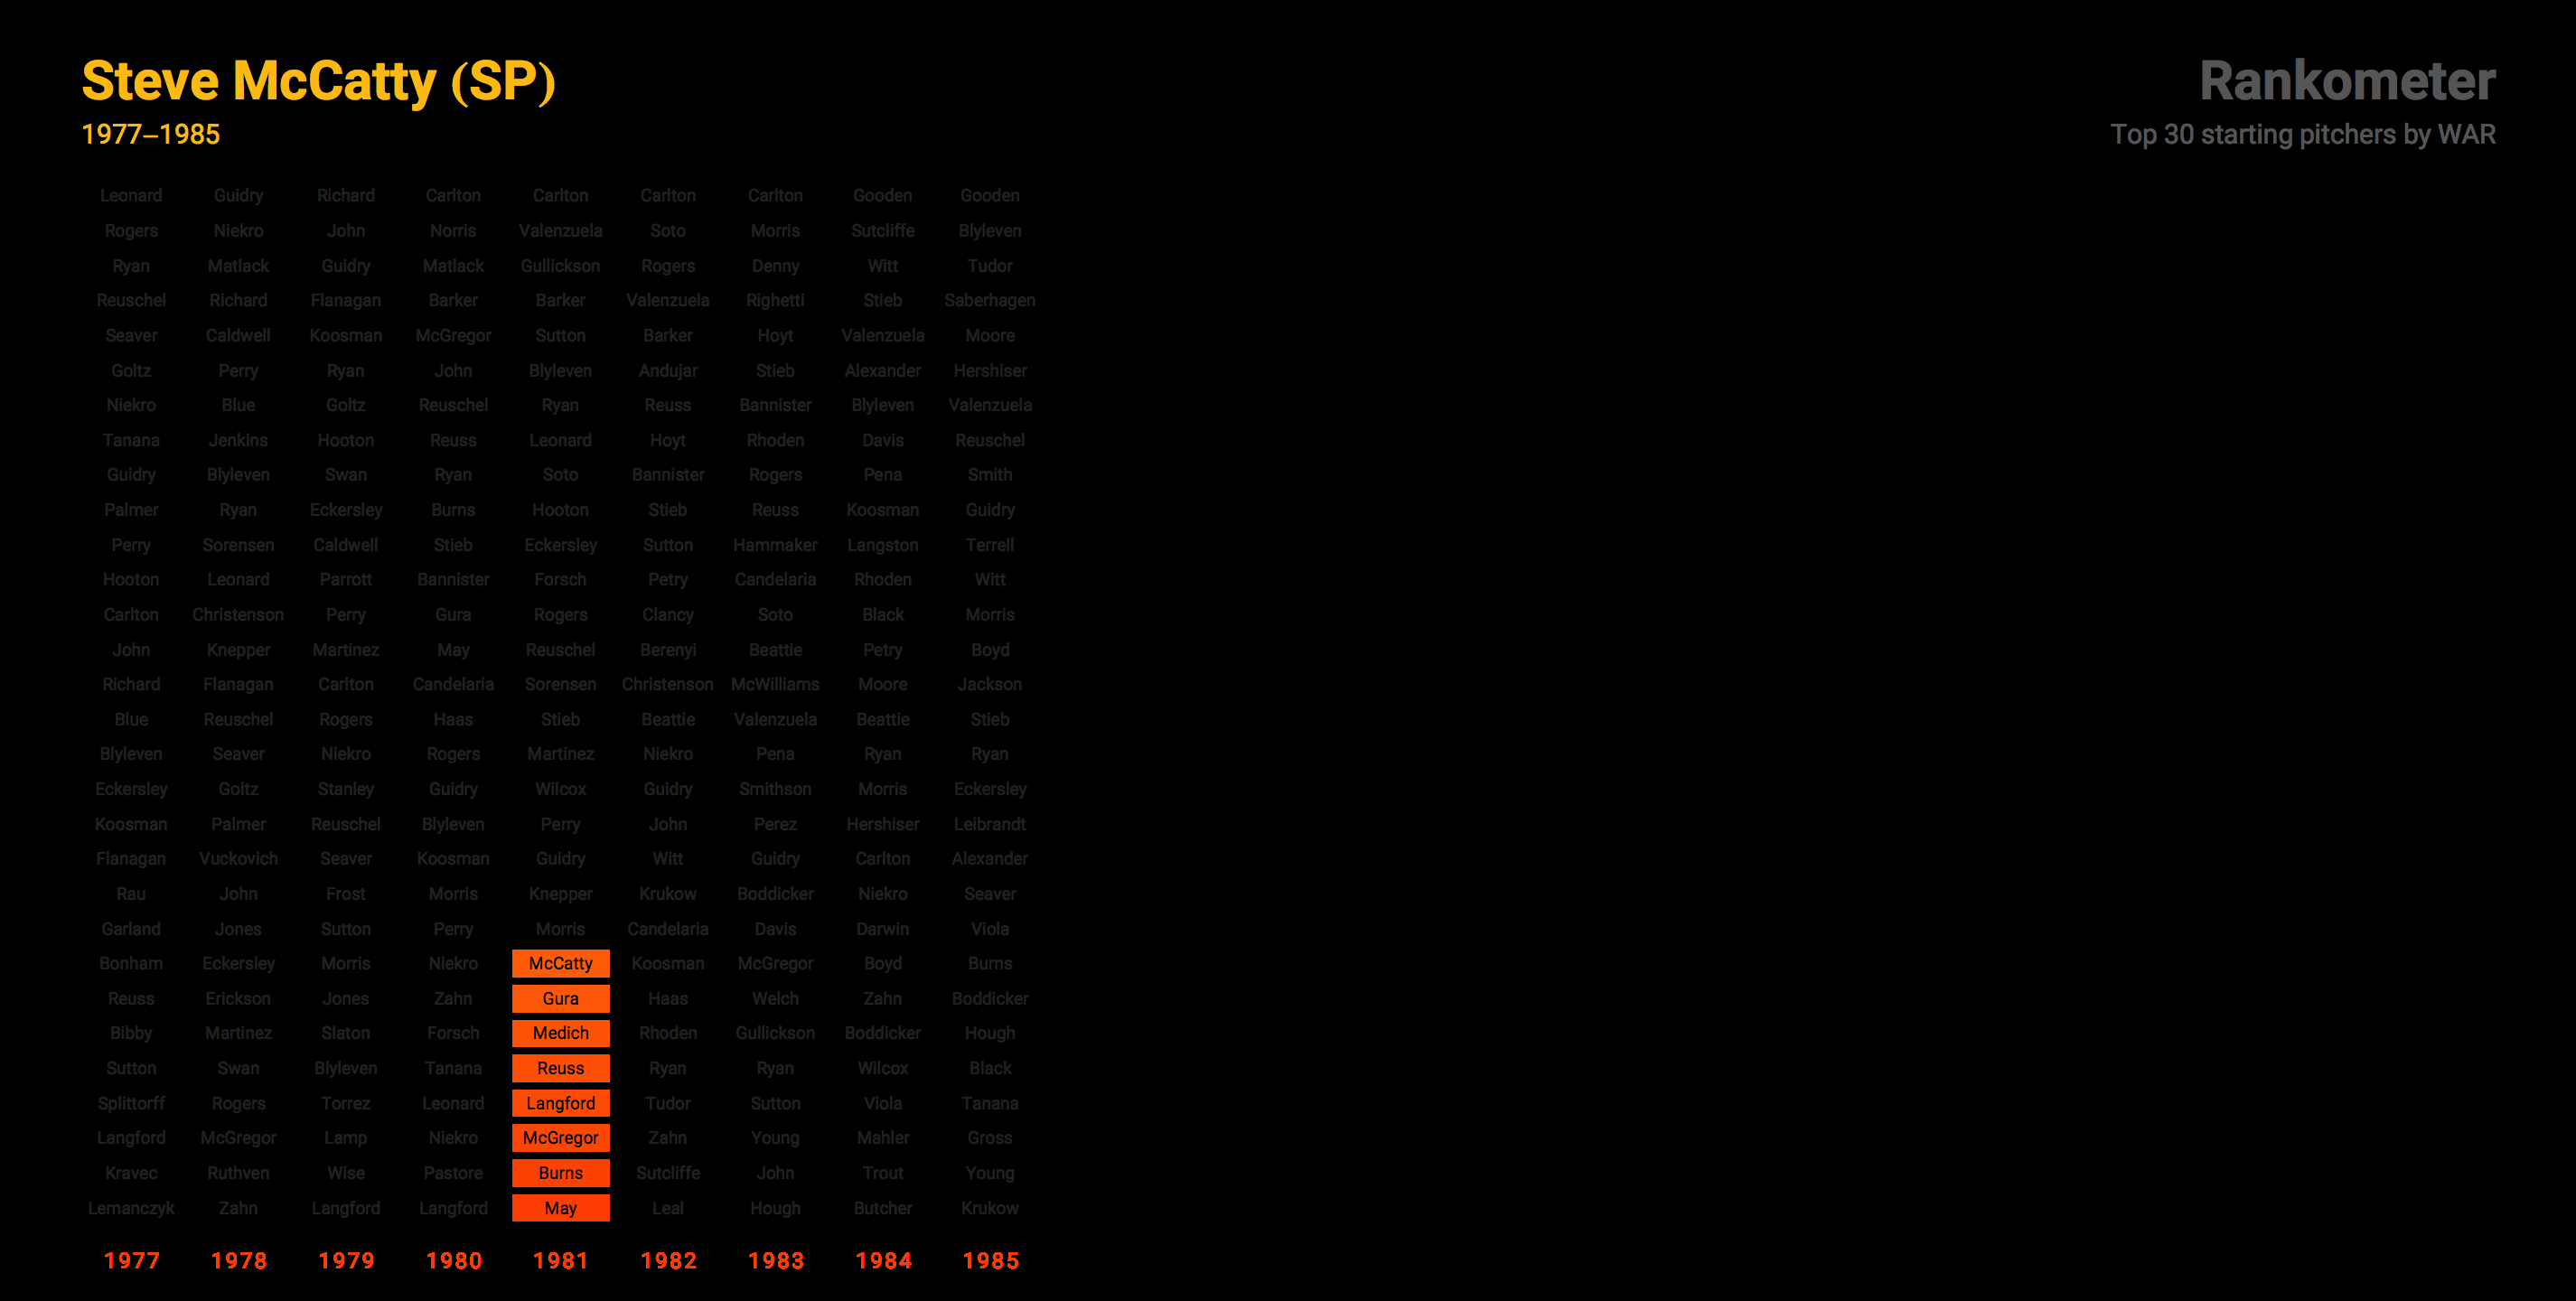 Steve McCatty (SP)
Rankometer
1977–1985
Top 30 starting pitchers by WAR
Leonard Guidry Richard Carlton Carlton Carlton Carlton Gooden Gooden
Rogers Niekro John Norris Valenzuela Soto Morris Sutcliffe Blyleven
Ryan Matlack Guidry Matlack Gullickson Rogers Denny Witt Tudor
Reuschel Richard Flanagan Barker Barker Valenzuela Righetti Stieb Saberhagen
Seaver Caldwell Koosman McGregor Sutton Barker Hoyt Valenzuela Moore
Goltz Perry Ryan John Blyleven Andujar Stieb Alexander Hershiser
Niekro Blue Goltz Reuschel Ryan Reuss Bannister Blyleven Valenzuela
Tanana Jenkins Hooton Reuss Leonard Hoyt Rhoden Davis Reuschel
Guidry Blyleven Swan Ryan Soto Bannister Rogers Pena Smith
Palmer Ryan Eckersley Burns Hooton Stieb Reuss Koosman Guidry
Perry Sorensen Caldwell Stieb Eckersley Sutton Hammaker Langston Terrell
Hooton Leonard Parrott Bannister Forsch Petry Candelaria Rhoden Witt
Carlton Christenson Perry Gura Rogers Clancy Soto Black Morris
John Knepper Martinez May Reuschel Berenyi Beattie Petry Boyd
Richard Flanagan Carlton Candelaria Sorensen Christenson McWilliams Moore Jackson
Blue Reuschel Rogers Haas Stieb Beattie Valenzuela Beattie Stieb
Blyleven Seaver Niekro Rogers Martinez Niekro Pena Ryan Ryan
Eckersley Goltz Stanley Guidry Wilcox Guidry Smithson Morris Eckersley
Koosman Palmer Reuschel Blyleven Perry John Perez Hershiser Leibrandt
Flanagan Vuckovich Seaver Koosman Guidry Witt Guidry Carlton Alexander
Rau John Frost Morris Knepper Krukow Boddicker Niekro Seaver
Garland Jones Sutton Perry Morris Candelaria Davis Darwin Viola
Bonham Eckersley Morris Niekro McCatty Koosman McGregor Boyd Burns
Reuss Erickson Jones Zahn Gura Haas Welch Zahn Boddicker
Bibby Martinez Slaton Forsch Medich Rhoden Gullickson Boddicker Hough
Sutton Swan Blyleven Tanana Reuss Ryan Ryan Wilcox Black
Splittorff Rogers Torrez Leonard Langford Tudor Sutton Viola Tanana
Langford McGregor Lamp Niekro McGregor Zahn Young Mahler Gross
Kravec Ruthven Wise Pastore Burns Sutcliffe John Trout Young
Lemanczyk Zahn Langford Langford May Leal Hough Butcher Krukow
1977 1978 1979 1980 1981 1982 1983 1984 1985